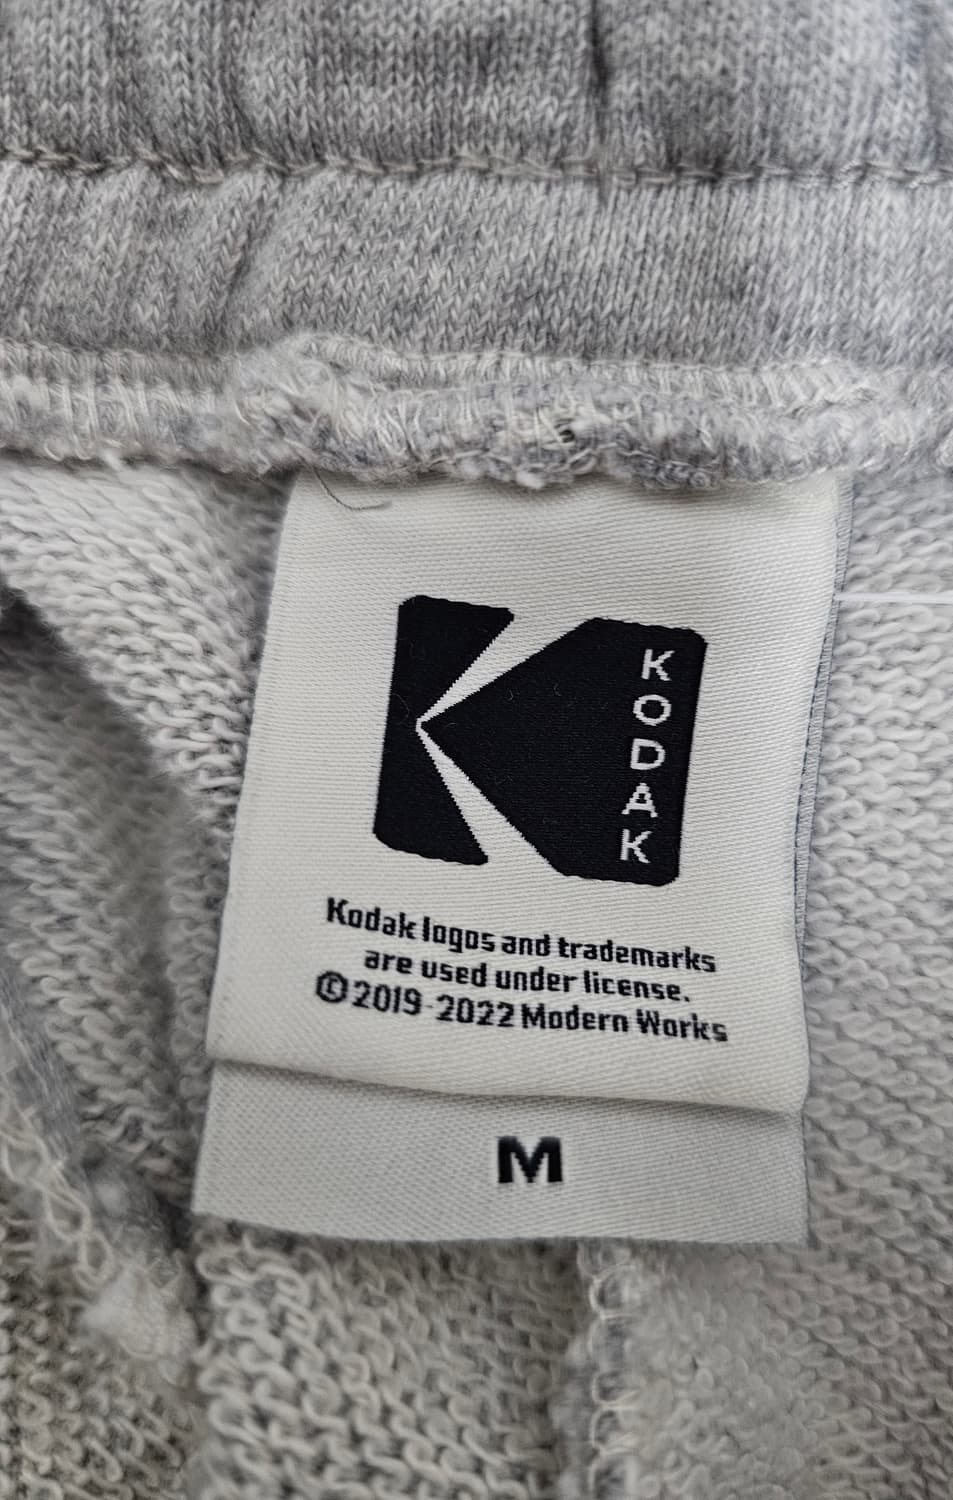 KODAK
Kodak logos and trademarks
are used under license.
©2019-2022 Modern Works
M